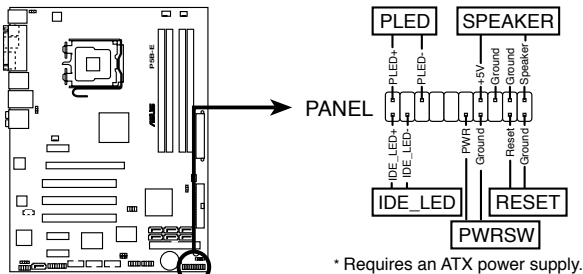 PLED SPEAKER
PLED+
PLED-
+5V
Ground
Ground
Speaker
P5B-E
ASUS
PANEL
IDE_LED+
IDE_LED-
PWR
Ground
Reset
Ground
IDE_LED RESET
PWRSW
* Requires an ATX power supply.